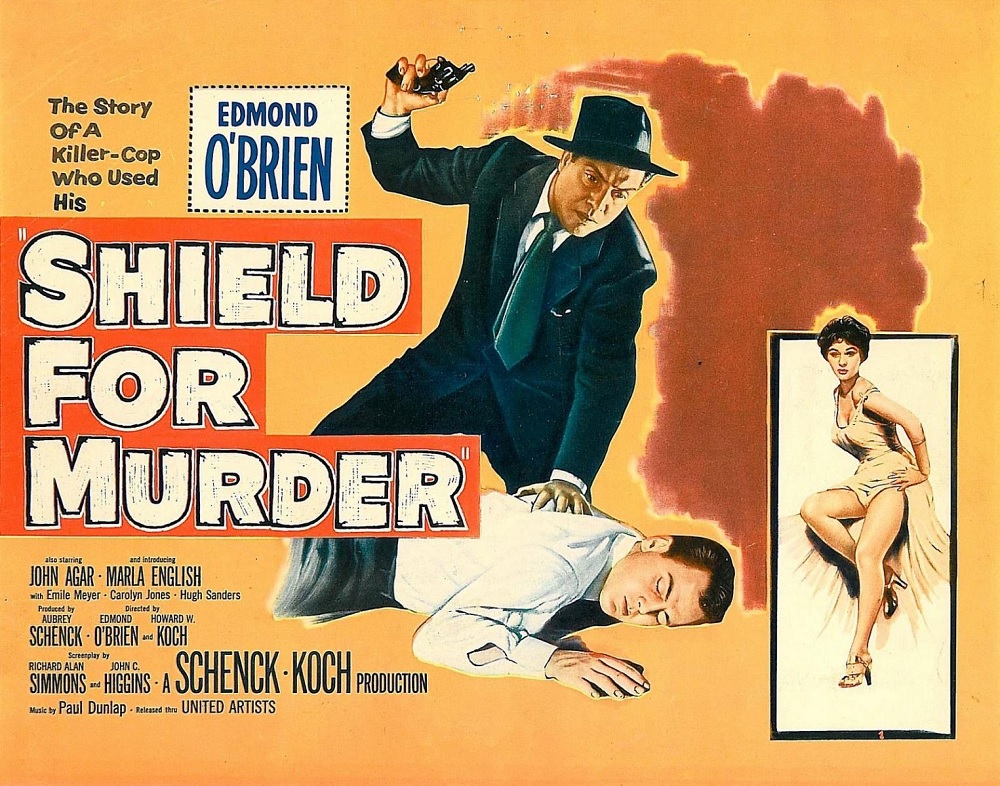 The Story
Of A
Killer-Cop
Who Used
His
EDMOND
O'BRIEN
"SHIELD
FOR
MURDER"
also starring and introducing
JOHN AGAR · MARLA ENGLISH
with Emile Meyer · Carolyn Jones · Hugh Sanders
Produced by Directed by
AUBREY EDMOND HOWARD W.
SCHENCK · O'BRIEN and KOCH
Screenplay by
RICHARD ALAN JOHN C.
SIMMONS and HIGGINS · A SCHENCK · KOCH PRODUCTION
Music by Paul Dunlap · Released thru UNITED ARTISTS